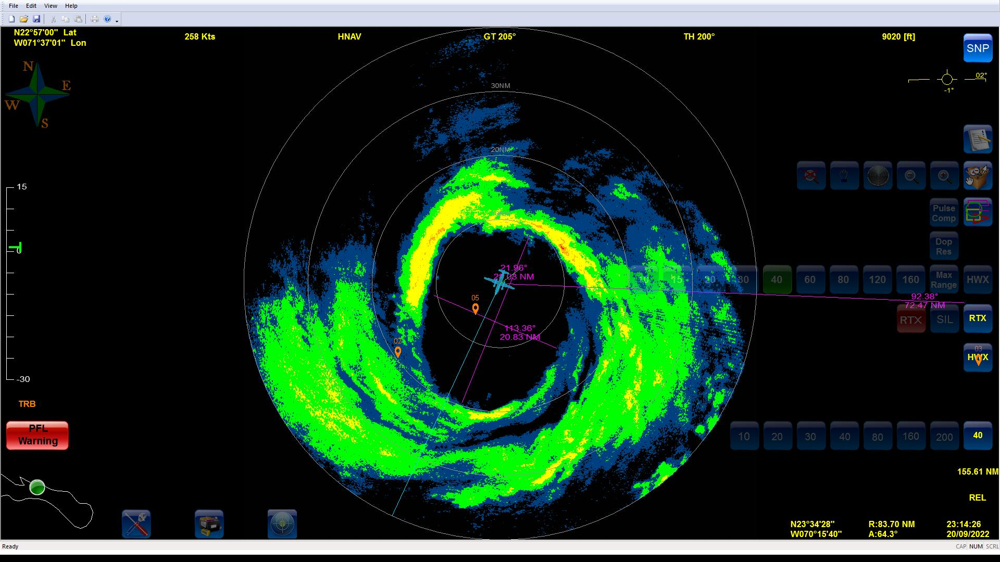 File Edit View Help
N22°57'00" Lat
W071°37'01" Lon
258 Kts
HNAV
GT 205°
TH 200°
9020 [ft]
SNP
N
E
W
S
02°
-1°
30NM
20NM
15
0
-30
Pulse
Comp
Dop
Res
10 15 20 30 40 60 80 120 160 Max
Range HWX
21.96°
NM
92.38°
72.47 NM
05
113.36°
20.83 NM
02
RTX SIL RTX
03
HWX
TRB
PFL
Warning
10 20 30 40 80 160 200 40
155.61 NM
REL
N23°34'28" R:83.70 NM 23:14:26
W070°15'40" A:64.3° 20/09/2022
Ready
CAP NUM SCRL